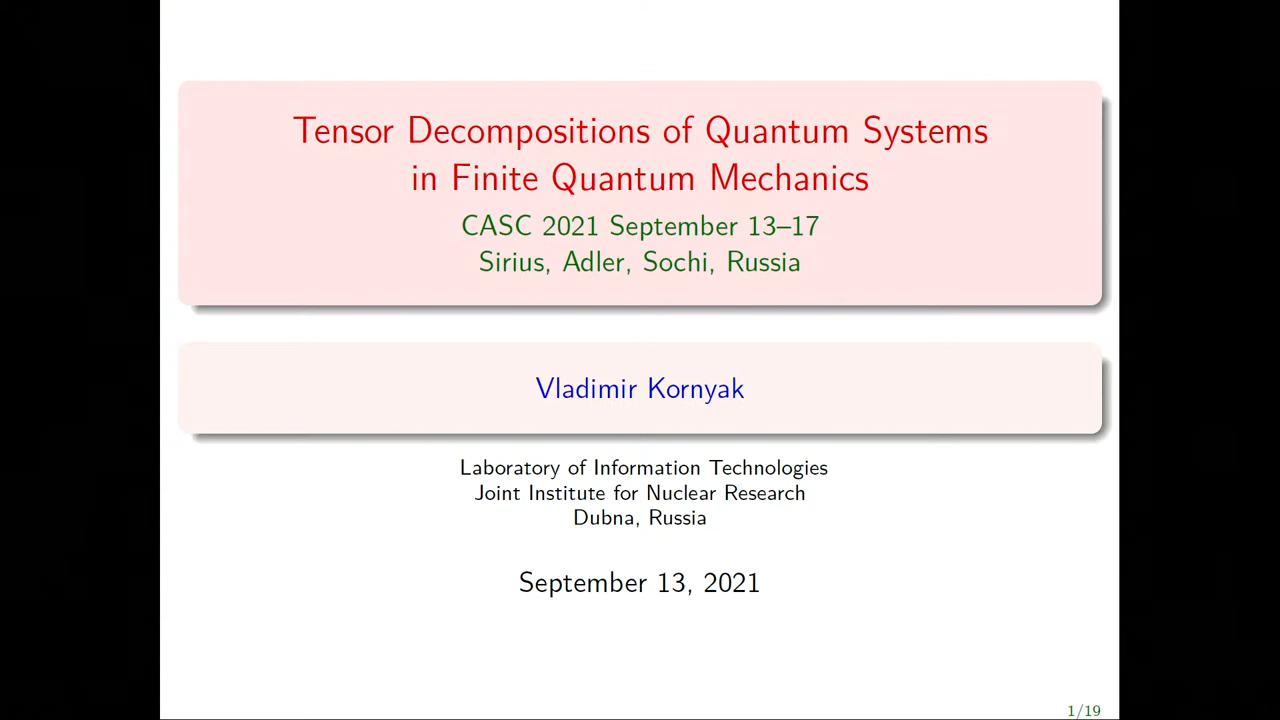 Tensor Decompositions of Quantum Systems
in Finite Quantum Mechanics
CASC 2021 September 13–17
Sirius, Adler, Sochi, Russia
Vladimir Kornyak
Laboratory of Information Technologies
Joint Institute for Nuclear Research
Dubna, Russia
September 13, 2021
1/19